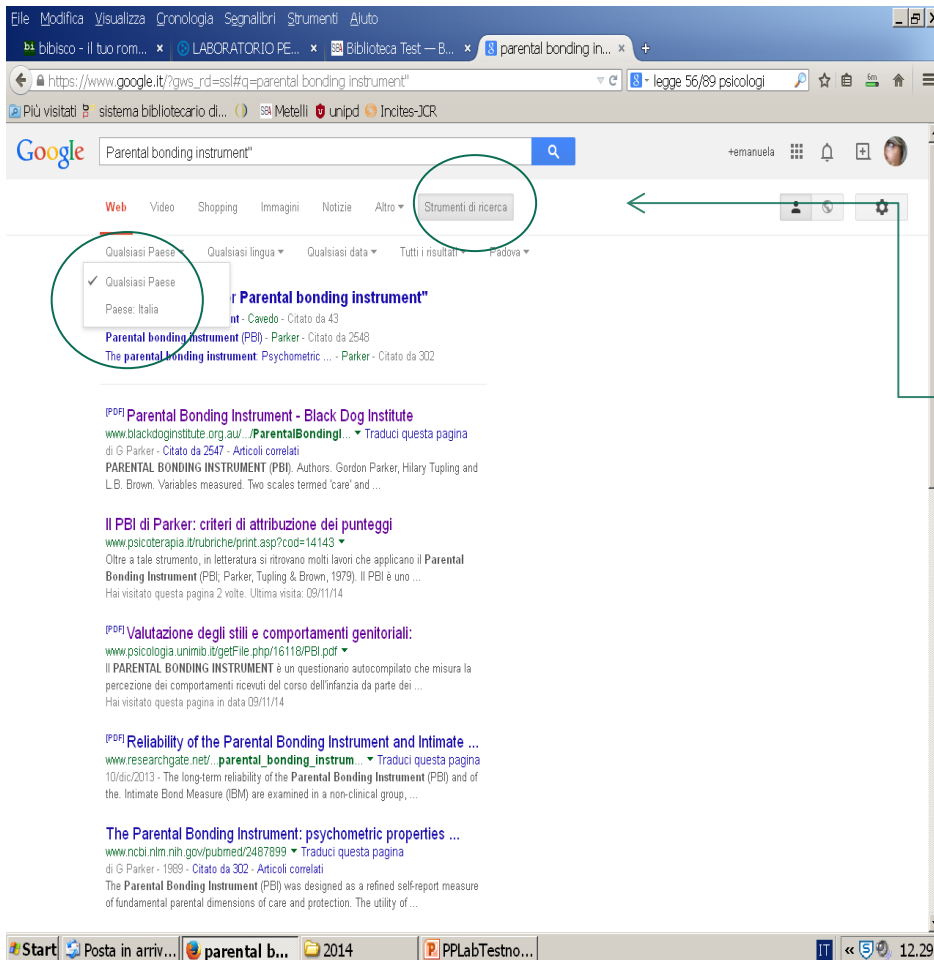 File Modifica Visualizza Cronologia Segnalibri Strumenti Aiuto
bibisco - il tuo rom... LABORATORIO PE... Biblioteca Test — B... parental bonding in...
https://www.google.it/?gws_rd=ssl#q=parental bonding instrument" legge 56/89 psicologi
Più visitati sistema bibliotecario di... Metelli unipd Incites-JCR
Google Parental bonding instrument" +emanuela
Web Video Shopping Immagini Notizie Altro Strumenti di ricerca
Qualsiasi Paese Qualsiasi lingua Qualsiasi data Tutti i risultati Padova
Qualsiasi Paese
Paese: Italia
r Parental bonding instrument"
nt - Cavedo - Citato da 43
Parental bonding instrument (PBI) - Parker - Citato da 2548
The parental bonding instrument: Psychometric ... - Parker - Citato da 302
[PDF] Parental Bonding Instrument - Black Dog Institute
www.blackdoginstitute.org.au/.../ParentalBondingI... Traduci questa pagina
di G Parker - Citato da 2547 - Articoli correlati
PARENTAL BONDING INSTRUMENT (PBI). Authors. Gordon Parker, Hilary Tupling and
L.B. Brown. Variables measured. Two scales termed 'care' and ...
Il PBI di Parker: criteri di attribuzione dei punteggi
www.psicoterapia.it/rubriche/print.asp?cod=14143
Oltre a tale strumento, in letteratura si ritrovano molti lavori che applicano il Parental
Bonding Instrument (PBI; Parker, Tupling & Brown, 1979). Il PBI è uno ...
Hai visitato questa pagina 2 volte. Ultima visita: 09/11/14
[PDF] Valutazione degli stili e comportamenti genitoriali:
www.psicologia.unimib.it/getFile.php/16118/PBI.pdf
Il PARENTAL BONDING INSTRUMENT è un questionario autocompilato che misura la
percezione dei comportamenti ricevuti del corso dell'infanzia da parte dei ...
Hai visitato questa pagina in data 09/11/14
[PDF] Reliability of the Parental Bonding Instrument and Intimate ...
www.researchgate.net/...parental_bonding_instrum... Traduci questa pagina
10/dic/2013 - The long-term reliability of the Parental Bonding Instrument (PBI) and of
the. Intimate Bond Measure (IBM) are examined in a non-clinical group, ...
The Parental Bonding Instrument: psychometric properties ...
www.ncbi.nlm.nih.gov/pubmed/2487899 Traduci questa pagina
di G Parker - 1989 - Citato da 302 - Articoli correlati
The Parental Bonding Instrument (PBI) was designed as a refined self-report measure
of fundamental parental dimensions of care and protection. The utility of ...
Start Posta in arriv... parental b... 2014 PPLabTestno... IT « 12.29